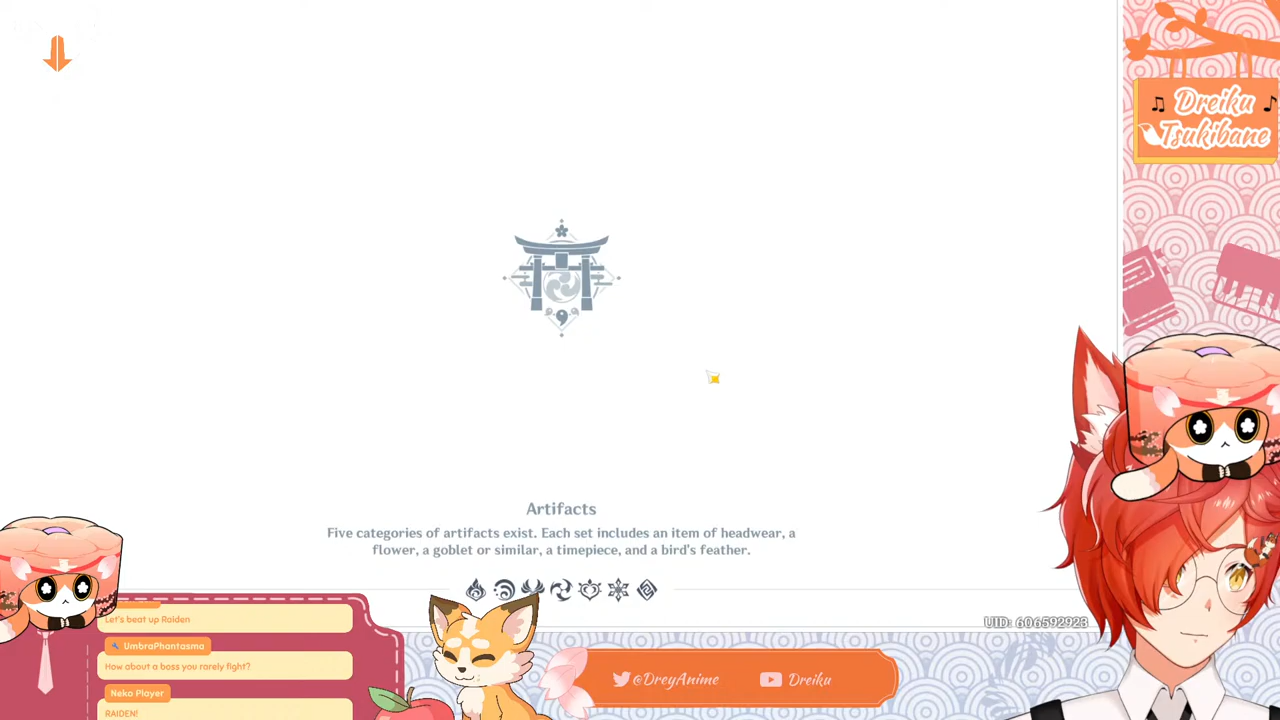 ♫ Dreiku ♪
Tsukibane
Artifacts
Five categories of artifacts exist. Each set includes an item of headwear, a
flower, a goblet or similar, a timepiece, and a bird's feather.
UID: 606592923
Let's beat up Raiden
UmbraPhantasma
How about a boss you rarely fight?
Neko Player
RAIDEN!
@DreyAnime
Dreiku